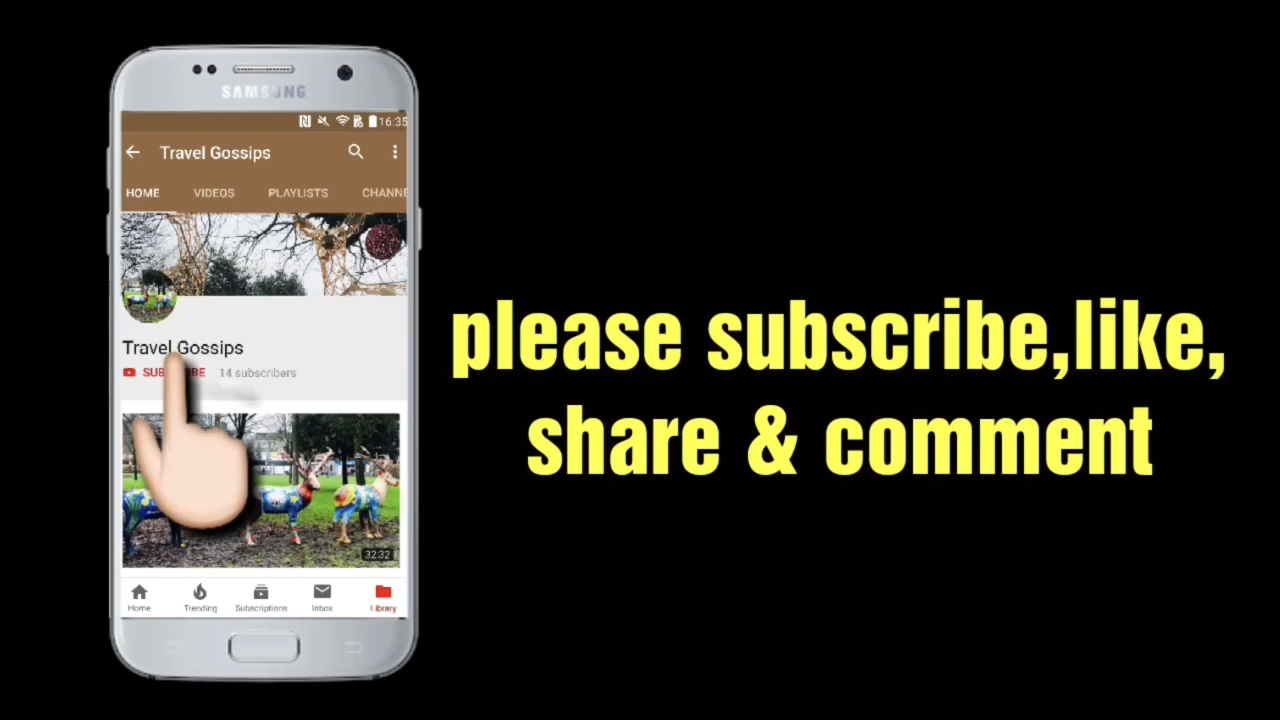 SAMSUNG
16:35
Travel Gossips
HOME VIDEOS PLAYLISTS CHANNE
Travel Gossips
14 subscribers
please subscribe,like,
share & comment
32:32
Home Trending Subscriptions Inbox Library